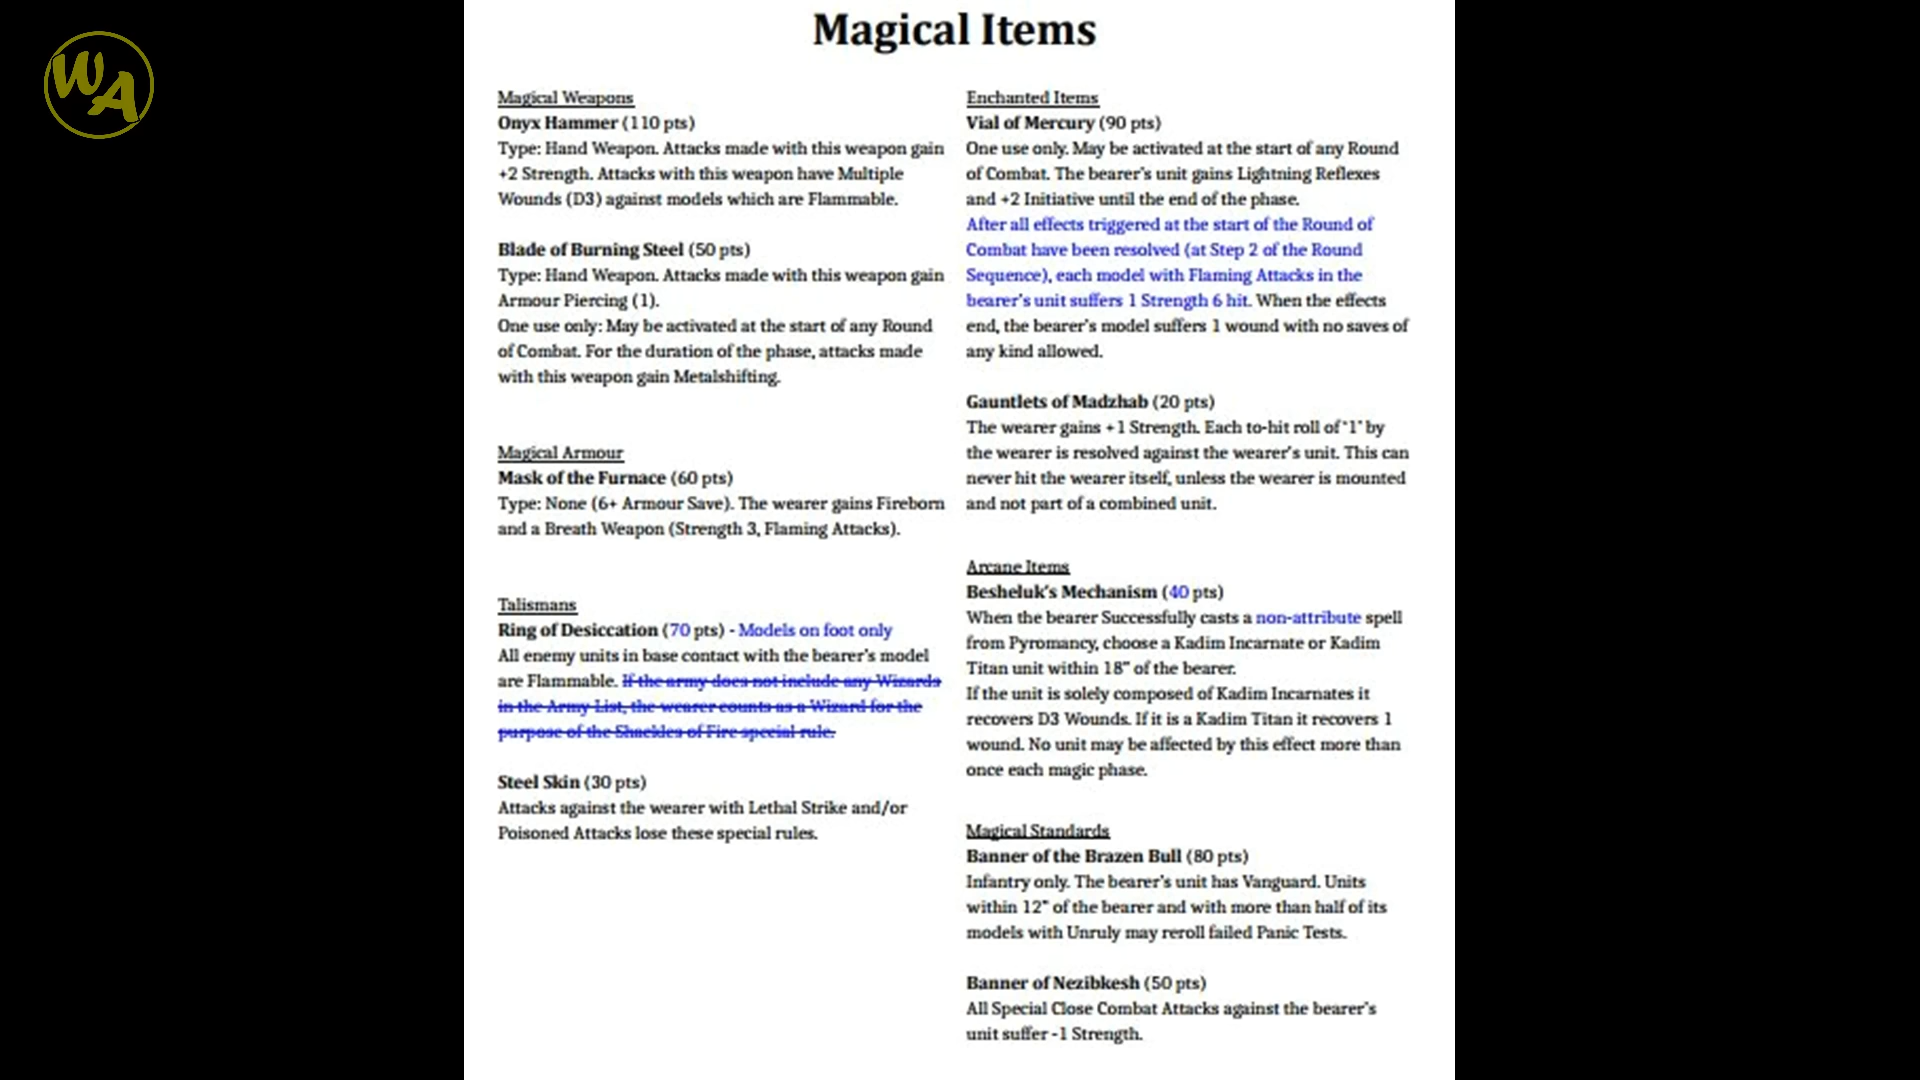 WA
Magical Items
Magical Weapons
Onyx Hammer (110 pts)
Type: Hand Weapon. Attacks made with this weapon gain
+2 Strength. Attacks with this weapon have Multiple
Wounds (D3) against models which are Flammable.
Blade of Burning Steel (50 pts)
Type: Hand Weapon. Attacks made with this weapon gain
Armour Piercing (1).
One use only: May be activated at the start of any Round
of Combat. For the duration of the phase, attacks made
with this weapon gain Metalshifting.
Magical Armour
Mask of the Furnace (60 pts)
Type: None (6+ Armour Save). The wearer gains Fireborn
and a Breath Weapon (Strength 3, Flaming Attacks).
Talismans
Ring of Desiccation (70 pts) - Models on foot only
All enemy units in base contact with the bearer's model
are Flammable. If the army does not include any Wizards
in the Army List, the wearer counts as a Wizard for the
purpose of the Shackles of Fire special rule.
Steel Skin (30 pts)
Attacks against the wearer with Lethal Strike and/or
Poisoned Attacks lose these special rules.
Enchanted Items
Vial of Mercury (90 pts)
One use only. May be activated at the start of any Round
of Combat. The bearer's unit gains Lightning Reflexes
and +2 Initiative until the end of the phase.
After all effects triggered at the start of the Round of
Combat have been resolved (at Step 2 of the Round
Sequence), each model with Flaming Attacks in the
bearer's unit suffers 1 Strength 6 hit. When the effects
end, the bearer's model suffers 1 wound with no saves of
any kind allowed.
Gauntlets of Madzhab (20 pts)
The wearer gains +1 Strength. Each to-hit roll of '1' by
the wearer is resolved against the wearer's unit. This can
never hit the wearer itself, unless the wearer is mounted
and not part of a combined unit.
Arcane Items
Besheluk's Mechanism (40 pts)
When the bearer Successfully casts a non-attribute spell
from Pyromancy, choose a Kadim Incarnate or Kadim
Titan unit within 18" of the bearer.
If the unit is solely composed of Kadim Incarnates it
recovers D3 Wounds. If it is a Kadim Titan it recovers 1
wound. No unit may be affected by this effect more than
once each magic phase.
Magical Standards
Banner of the Brazen Bull (80 pts)
Infantry only. The bearer's unit has Vanguard. Units
within 12" of the bearer and with more than half of its
models with Unruly may reroll failed Panic Tests.
Banner of Nezibkesh (50 pts)
All Special Close Combat Attacks against the bearer's
unit suffer -1 Strength.